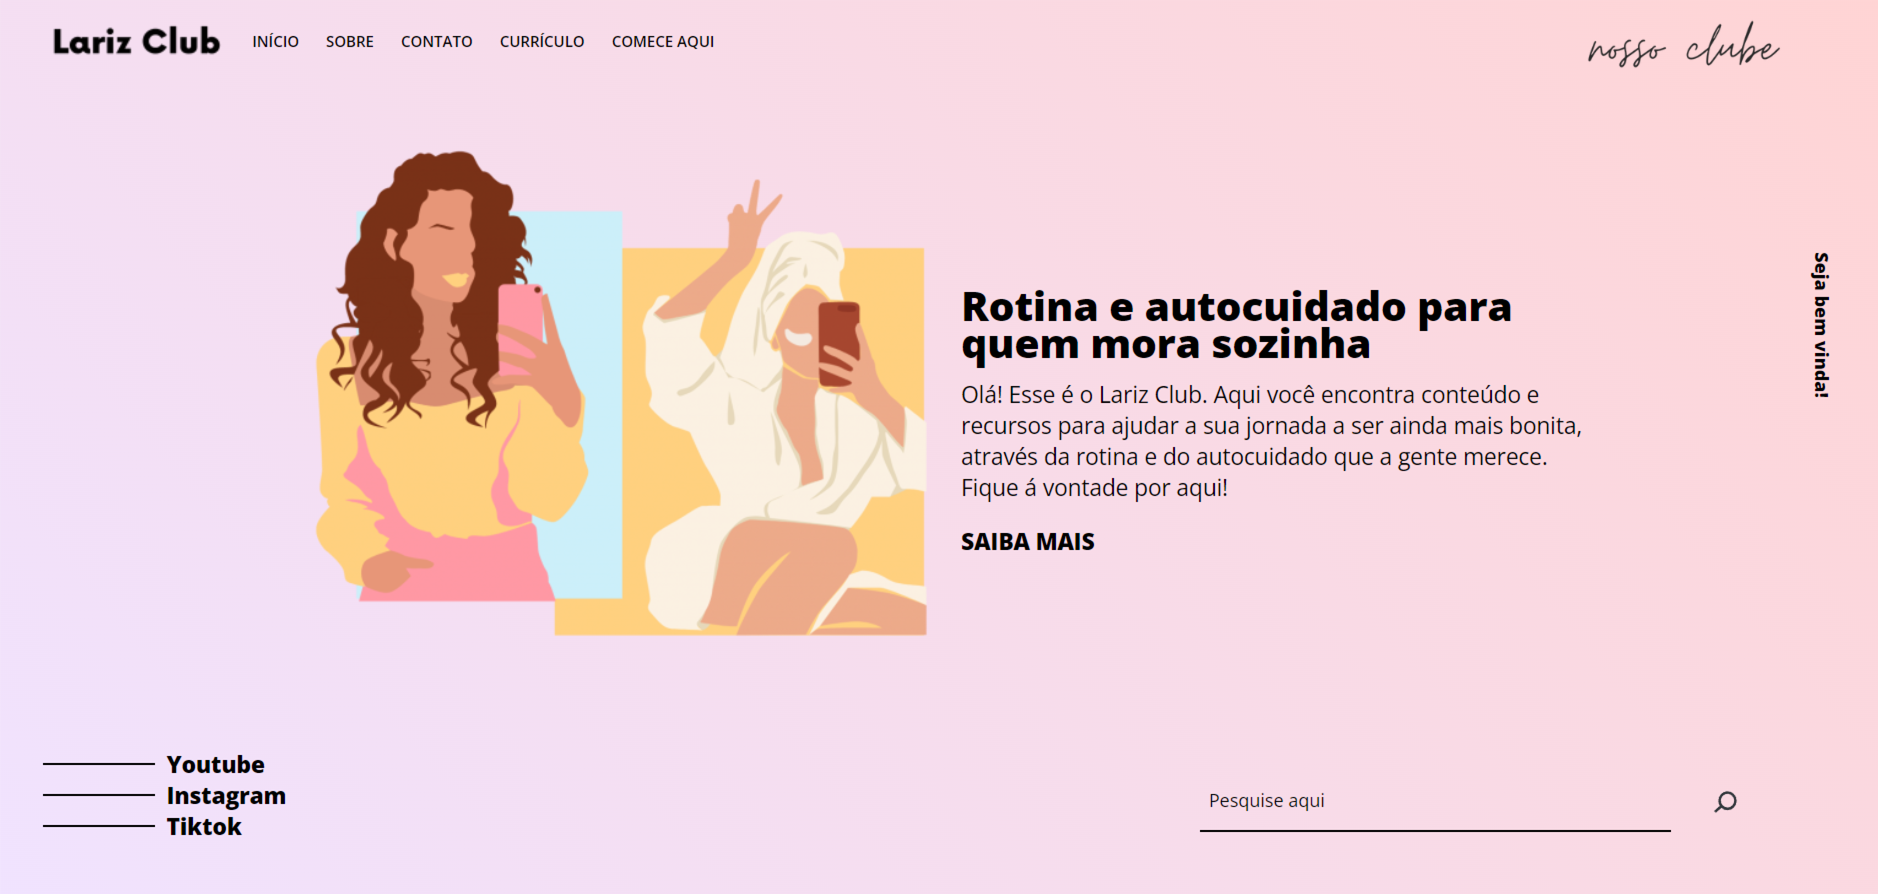 Lariz Club
INÍCIO
SOBRE
CONTATO
CURRÍCULO
COMECE AQUI
nosso clube
Seja bem vinda!
Rotina e autocuidado para
quem mora sozinha
Olá! Esse é o Lariz Club. Aqui você encontra conteúdo e
recursos para ajudar a sua jornada a ser ainda mais bonita,
através da rotina e do autocuidado que a gente merece.
Fique á vontade por aqui!
SAIBA MAIS
Youtube
Instagram
Tiktok
Pesquise aqui